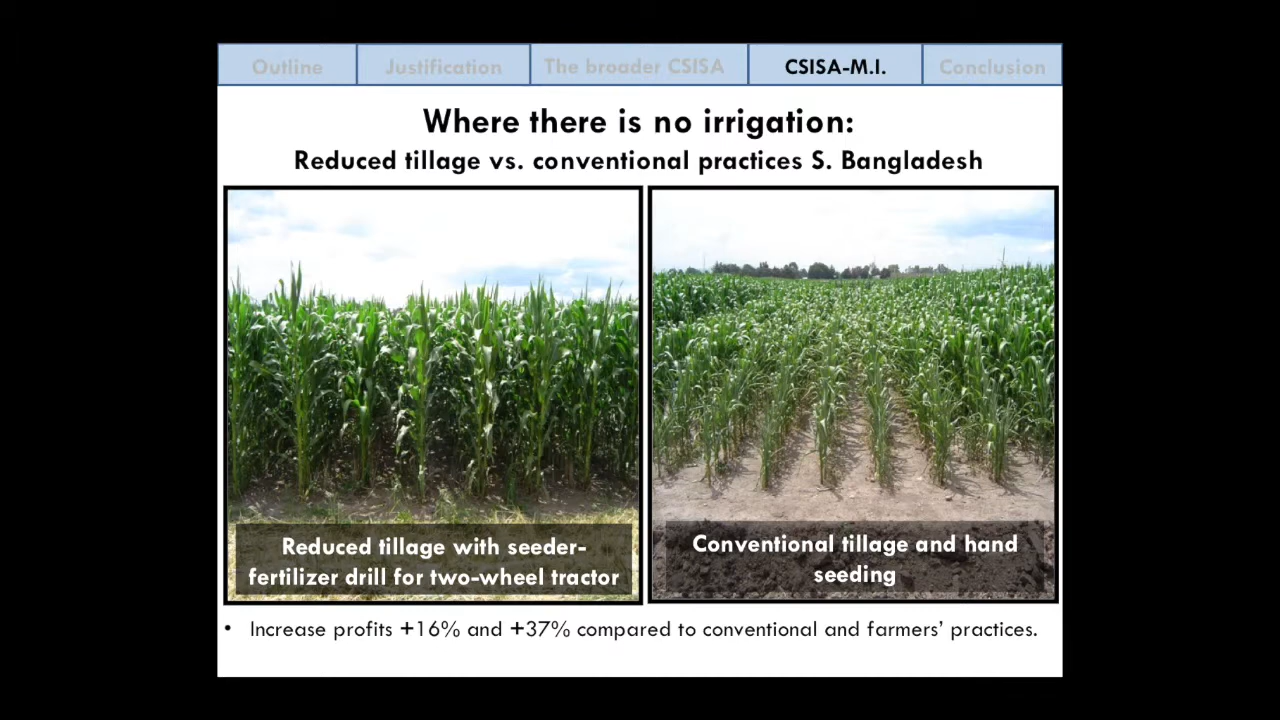 Outline Justification The broader CSISA CSISA-M.I. Conclusion
Where there is no irrigation:
Reduced tillage vs. conventional practices S. Bangladesh
Reduced tillage with seeder-
fertilizer drill for two-wheel tractor
Conventional tillage and hand
seeding
• Increase profits +16% and +37% compared to conventional and farmers’ practices.